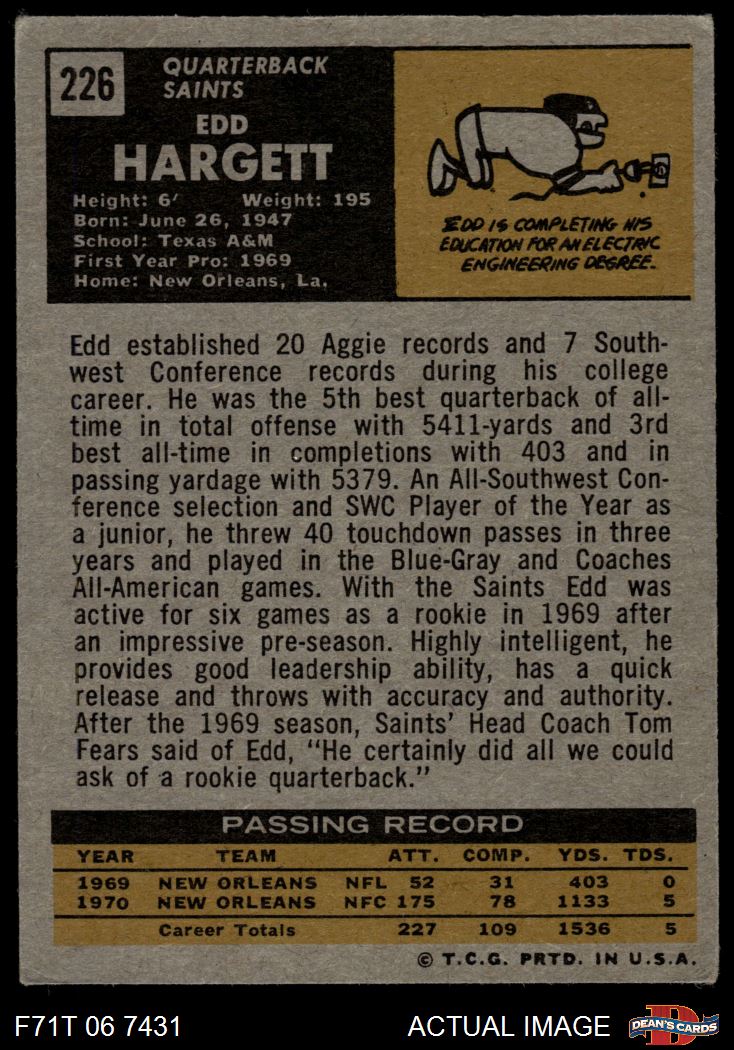 226
QUARTERBACK
SAINTS
EDD
HARGETT
Height: 6' Weight: 195
Born: June 26, 1947
School: Texas A&M
First Year Pro: 1969
Home: New Orleans, La.
EDD IS COMPLETING HIS
EDUCATION FOR AN ELECTRIC
ENGINEERING DEGREE.
Edd established 20 Aggie records and 7 South-
west Conference records during his college
career. He was the 5th best quarterback of all-
time in total offense with 5411-yards and 3rd
best all-time in completions with 403 and in
passing yardage with 5379. An All-Southwest Con-
ference selection and SWC Player of the Year as
a junior, he threw 40 touchdown passes in three
years and played in the Blue-Gray and Coaches
All-American games. With the Saints Edd was
active for six games as a rookie in 1969 after
an impressive pre-season. Highly intelligent, he
provides good leadership ability, has a quick
release and throws with accuracy and authority.
After the 1969 season, Saints' Head Coach Tom
Fears said of Edd, "He certainly did all we could
ask of a rookie quarterback."
PASSING RECORD
YEAR TEAM ATT. COMP. YDS. TDS.
1969 NEW ORLEANS NFL 52 31 403 0
1970 NEW ORLEANS NFC 175 78 1133 5
Career Totals 227 109 1536 5
© T.C.G. PRTD. IN U.S.A.
F71T 06 7431 ACTUAL IMAGE D DEAN'S CARDS